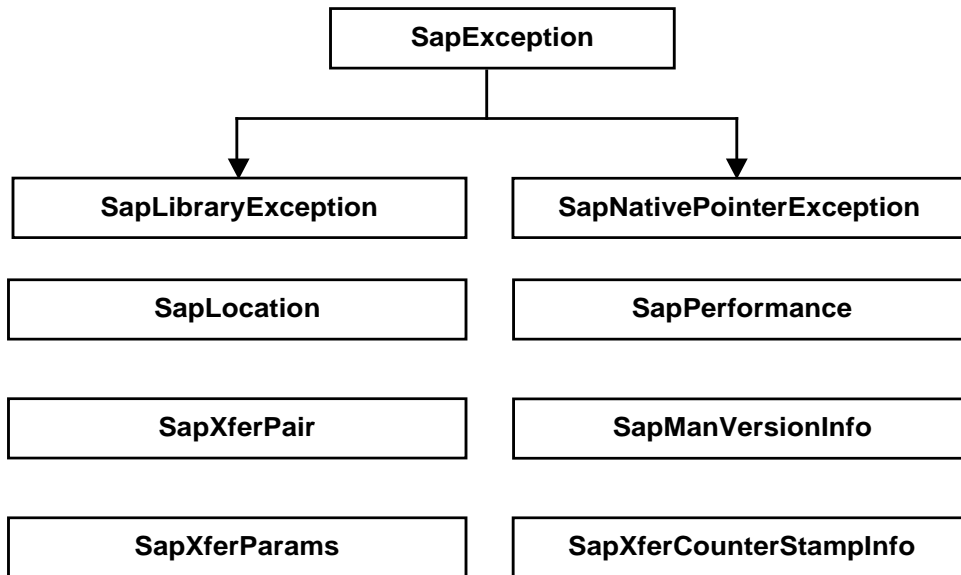 SapException
SapLibraryException
SapNativePointerException
SapLocation
SapPerformance
SapXferPair
SapManVersionInfo
SapXferParams
SapXferCounterStampInfo